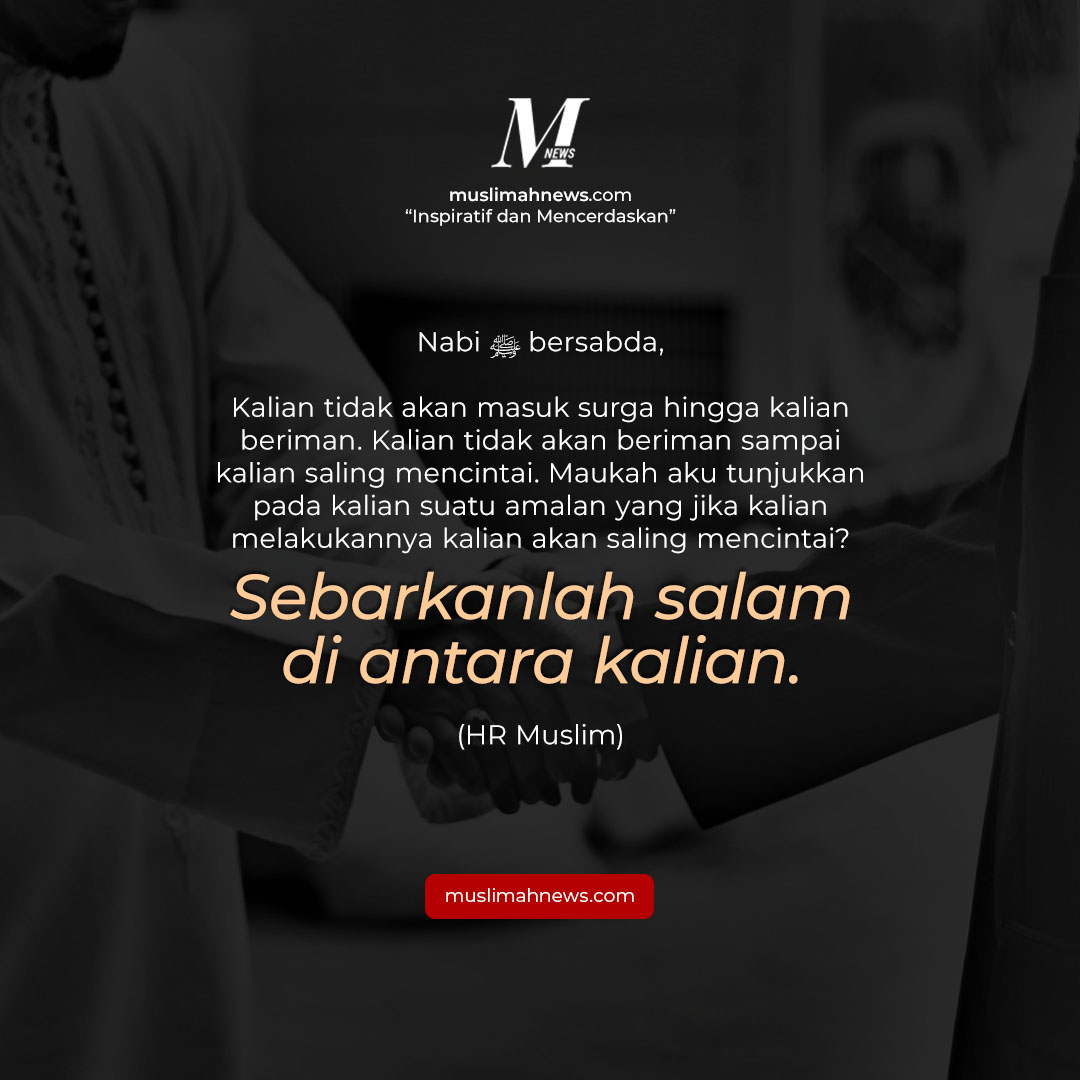 M
NEWS
muslimahnews.com
“Inspiratif dan Mencerdaskan”
Nabi ﷺ bersabda,
Kalian tidak akan masuk surga hingga kalian
beriman. Kalian tidak akan beriman sampai
kalian saling mencintai. Maukah aku tunjukkan
pada kalian suatu amalan yang jika kalian
melakukannya kalian akan saling mencintai?
Sebarkanlah salam
di antara kalian.
(HR Muslim)
muslimahnews.com